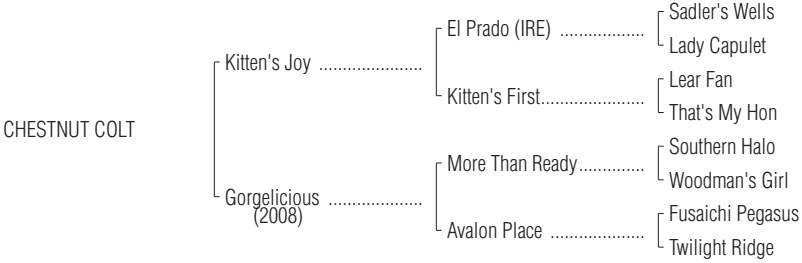 Sadler's Wells
El Prado (IRE) ..................
Lady Capulet
Kitten's Joy ......................
Lear Fan
Kitten's First......................
That's My Hon
CHESTNUT COLT
Southern Halo
More Than Ready..............
Woodman's Girl
Gorgelicious ....................
(2008)
Fusaichi Pegasus
Avalon Place ....................
Twilight Ridge